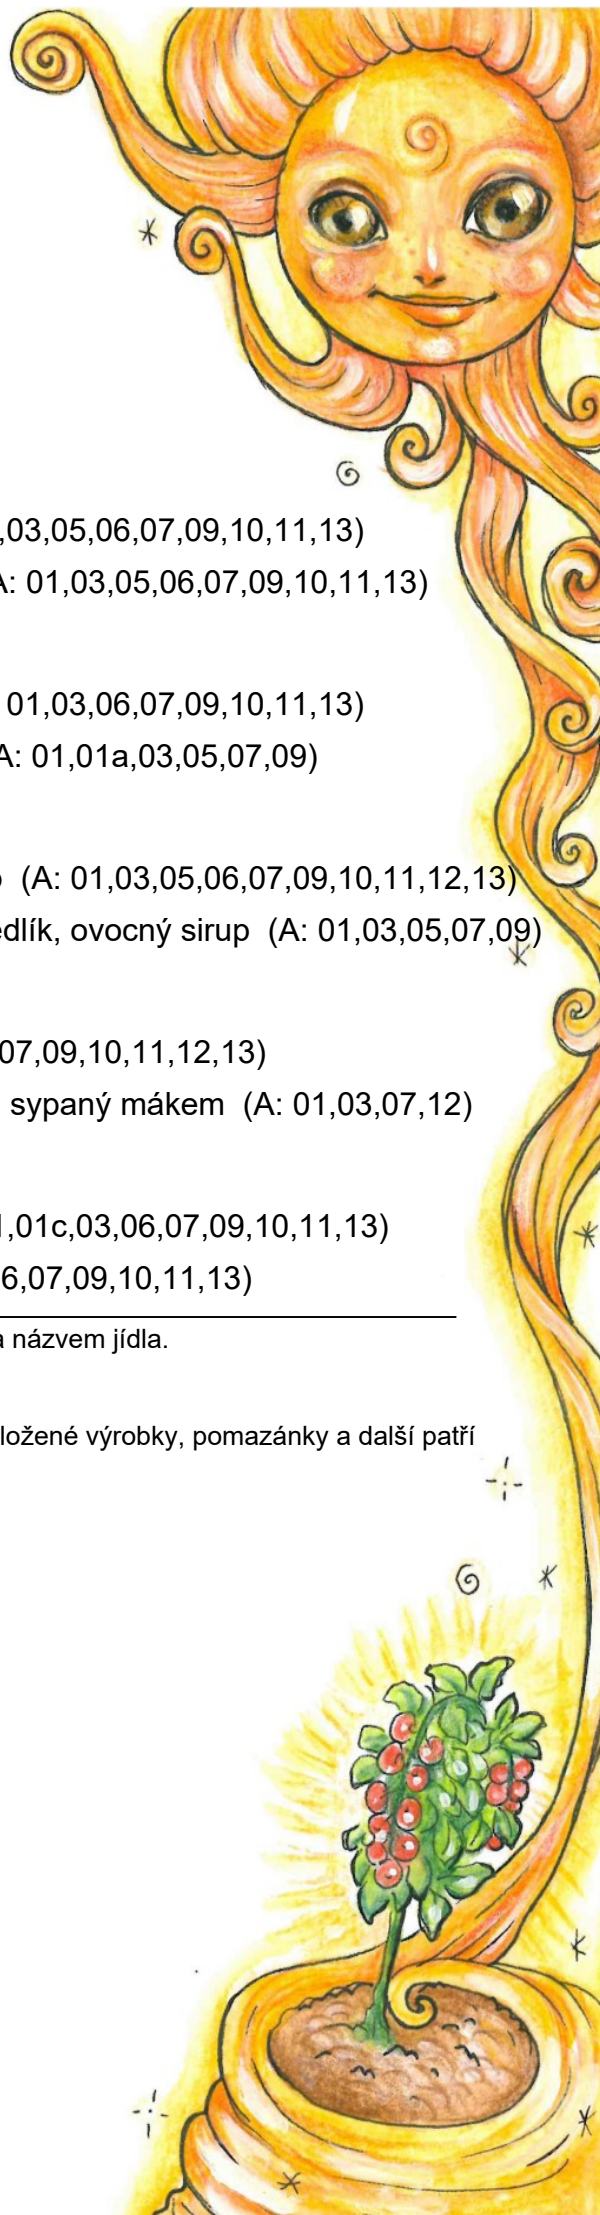 ,03,05,06,07,09,10,11,13)
A: 01,03,05,06,07,09,10,11,13)
01,03,06,07,09,10,11,13)
A: 01,01a,03,05,07,09)
(A: 01,03,05,06,07,09,10,11,12,13)
edlík, ovocný sirup (A: 01,03,05,07,09)
07,09,10,11,12,13)
sypaný mákem (A: 01,03,07,12)
,01c,03,06,07,09,10,11,13)
6,07,09,10,11,13)
a názvem jídla.
ložené výrobky, pomazánky a další patří